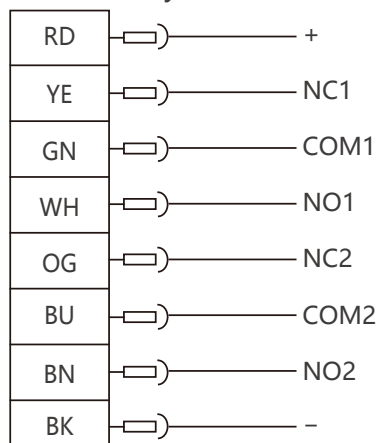 RD +
YE NC1
GN COM1
WH NO1
OG NC2
BU COM2
BN NO2
BK −